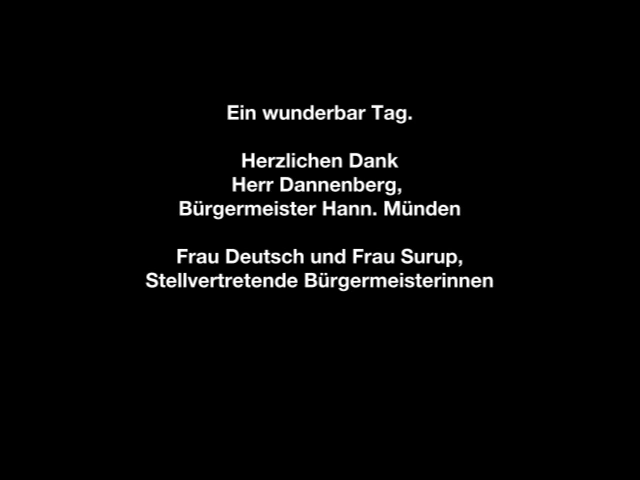 Ein wunderbar Tag.
Herzlichen Dank
Herr Dannenberg,
Bürgermeister Hann. Münden
Frau Deutsch und Frau Surup,
Stellvertretende Bürgermeisterinnen